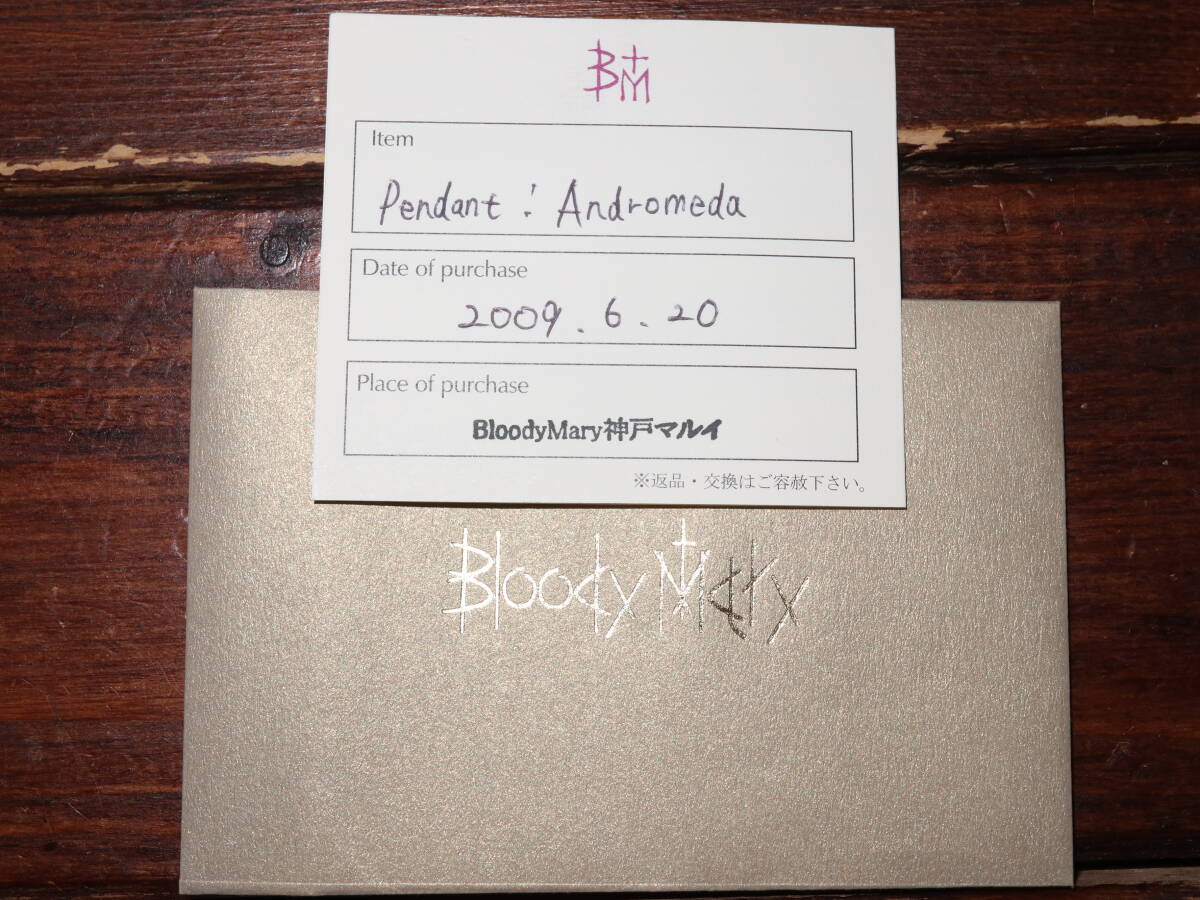 BM
Item
Pendant : Andromeda
Date of purchase
2009.6.20
Place of purchase
BloodyMary神戸マルイ
※返品・交換はご容赦下さい。
Bloody Mary